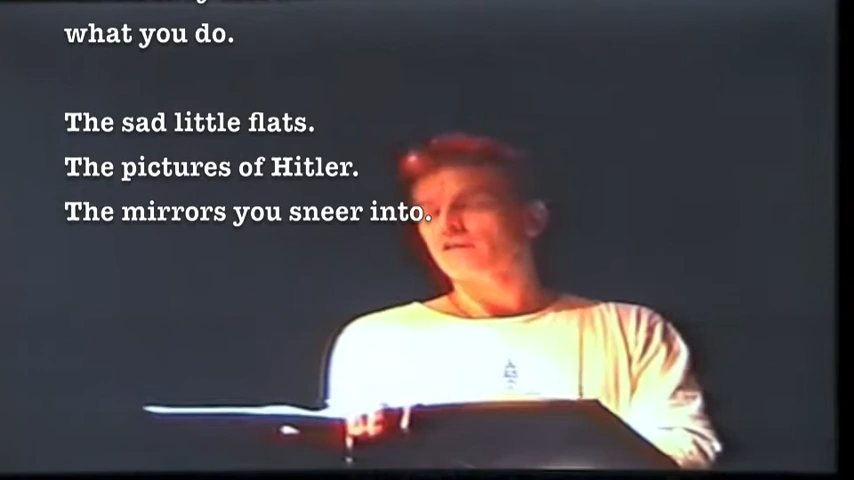 what you do.
The sad little flats.
The pictures of Hitler.
The mirrors you sneer into.